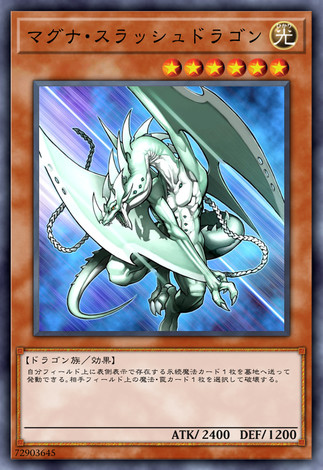 マグナ・スラッシュドラゴン
光
【ドラゴン族／効果】
自分フィールド上に表側表示で存在する永続魔法カード１枚を墓地へ送って
発動できる。相手フィールド上の魔法・罠カード１枚を選択して破壊する。
ATK/ 2400 DEF/1200
72903645